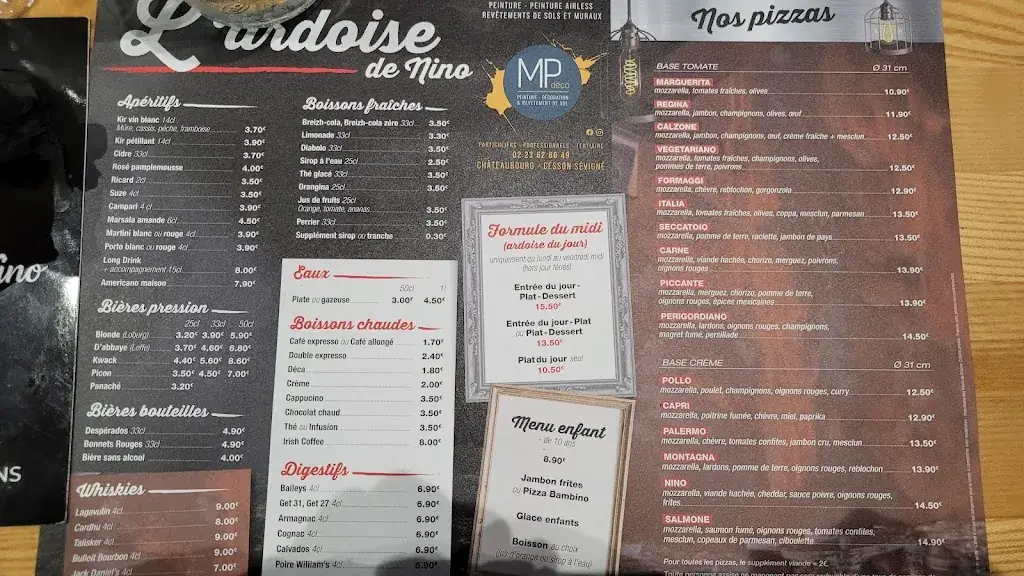 L'ardoise
de Nino
PEINTURE - PEINTURE AIRLESS
REVÊTEMENTS DE SOLS ET MURAUX
MP
déco
PEINTURE - DÉCORATION
& REVÊTEMENT DE SOL
PARTICULIERS - PROFESSIONNELS - TERTIAIRE
02 23 62 86 49
CHÂTEAUBOURG - CESSON SÉVIGNÉ
Apéritifs
Kir vin blanc 14cl
Mûre, cassis, pêche, framboise 3.70€
Kir pétillant 14cl 3.90€
Cidre 33cl 3.70€
Rosé pamplemousse 4.00€
Ricard 2cl 3.50€
Suze 4cl 3.50€
Campari 4 cl 3.90€
Marsala amande 6cl 4.50€
Martini blanc ou rouge 4cl 3.90€
Porto blanc ou rouge 4cl 3.90€
Long Drink
+ accompagnement 15cl 8.00€
Americano maison 7.90€
Bières pression
25cl 33cl 50cl
Blonde (Loburg) 3.20€ 3.90€ 5.90€
D'abbaye (Leffe) 3.70€ 4.60€ 6.80€
Kwack 4.40€ 5.60€ 8.60€
Picon 3.50€ 4.50€ 7.00€
Panaché 3.20€
Bières bouteilles
Despérados 33cl 4.90€
Bonnets Rouges 33cl 4.90€
Bière sans alcool 4.00€
Whiskies
Lagavulin 4cl 9.00€
Cardhu 4cl 8.00€
Talisker 4cl 9.00€
Bulleit Bourbon 4cl 9.00€
Jack Daniel's 4cl 7.00€
Boissons fraîches
Breizh-cola, Breizh-cola zéro 33cl 3.50€
Limonade 33cl 3.30€
Diabolo 33cl 3.50€
Sirop à l'eau 25cl 2.50€
Thé glacé 33cl 3.50€
Orangina 25cl 3.50€
Jus de fruits 25cl
Orange, tomate, ananas 3.50€
Perrier 33cl 3.50€
Supplément sirop ou tranche 0.30€
Eaux
50cl 1l
Plate ou gazeuse 3.00€ 4.50€
Boissons chaudes
Café expresso ou Café allongé 1.70€
Double expresso 2.40€
Déca 1.80€
Crème 2.00€
Cappucino 3.50€
Chocolat chaud 3.50€
Thé ou Infusion 3.50€
Irish Coffee 8.00€
Digestifs
Baileys 4cl 6.90€
Get 31, Get 27 4cl 6.90€
Armagnac 4cl 6.90€
Cognac 4cl 6.90€
Calvados 4cl 6.90€
Poire William's 4cl 6.90€
Formule du midi
(ardoise du jour)
uniquement du lundi au vendredi midi
(hors jour fériés)
Entrée du jour-
Plat-Dessert
15.50€
Entrée du jour-Plat
ou Plat-Dessert
13.50€
Plat du jour seul
10.50€
Menu enfant
- de 10 ans
8.90€
Jambon frites
ou Pizza Bambino
Glace enfants
Boisson au choix
(jus d'orange ou sirop à l'eau)
Nos pizzas
BASE TOMATE Ø 31 cm
MARGUERITA
mozzarella, tomates fraîches, olives 10.90€
REGINA
mozzarella, jambon, champignons, olives, œuf 11.90€
CALZONE
mozzarella, jambon, champignons, œuf, crème fraîche + mesclun 12.50€
VEGETARIANO
mozzarella, tomates fraîches, champignons, olives,
pommes de terre, poivrons 12.50€
FORMAGGI
mozzarella, chèvre, reblochon, gorgonzola 12.90€
ITALIA
mozzarella, tomates fraîches, olives, coppa, mesclun, parmesan 13.50€
SECCATOIO
mozzarella, pomme de terre, raclette, jambon de pays 13.50€
CARNE
mozzarella, viande hachée, chorizo, merguez, poivrons,
oignons rouges 13.90€
PICCANTE
mozzarella, merguez, chorizo, pomme de terre,
oignons rouges, épices mexicaines 13.90€
PERIGORDIANO
mozzarella, lardons, oignons rouges, champignons,
magret fumé, persillade 14.50€
BASE CRÈME Ø 31 cm
POLLO
mozzarella, poulet, champignons, oignons rouges, curry 12.50€
CAPRI
mozzarella, poitrine fumée, chèvre, miel, paprika 12.90€
PALERMO
mozzarella, chèvre, tomates confites, jambon cru, mesclun 13.50€
MONTAGNA
mozzarella, lardons, pomme de terre, oignons rouges, reblochon 13.90€
NINO
mozzarella, viande hachée, cheddar, sauce poivre, oignons rouges,
frites 14.50€
SALMONE
mozzarella, saumon fumé, oignons rouges, tomates confites,
mesclun, copeaux de parmesan, ciboulette 14.90€
Pour toutes les pizzas, le supplément viande = 2€.